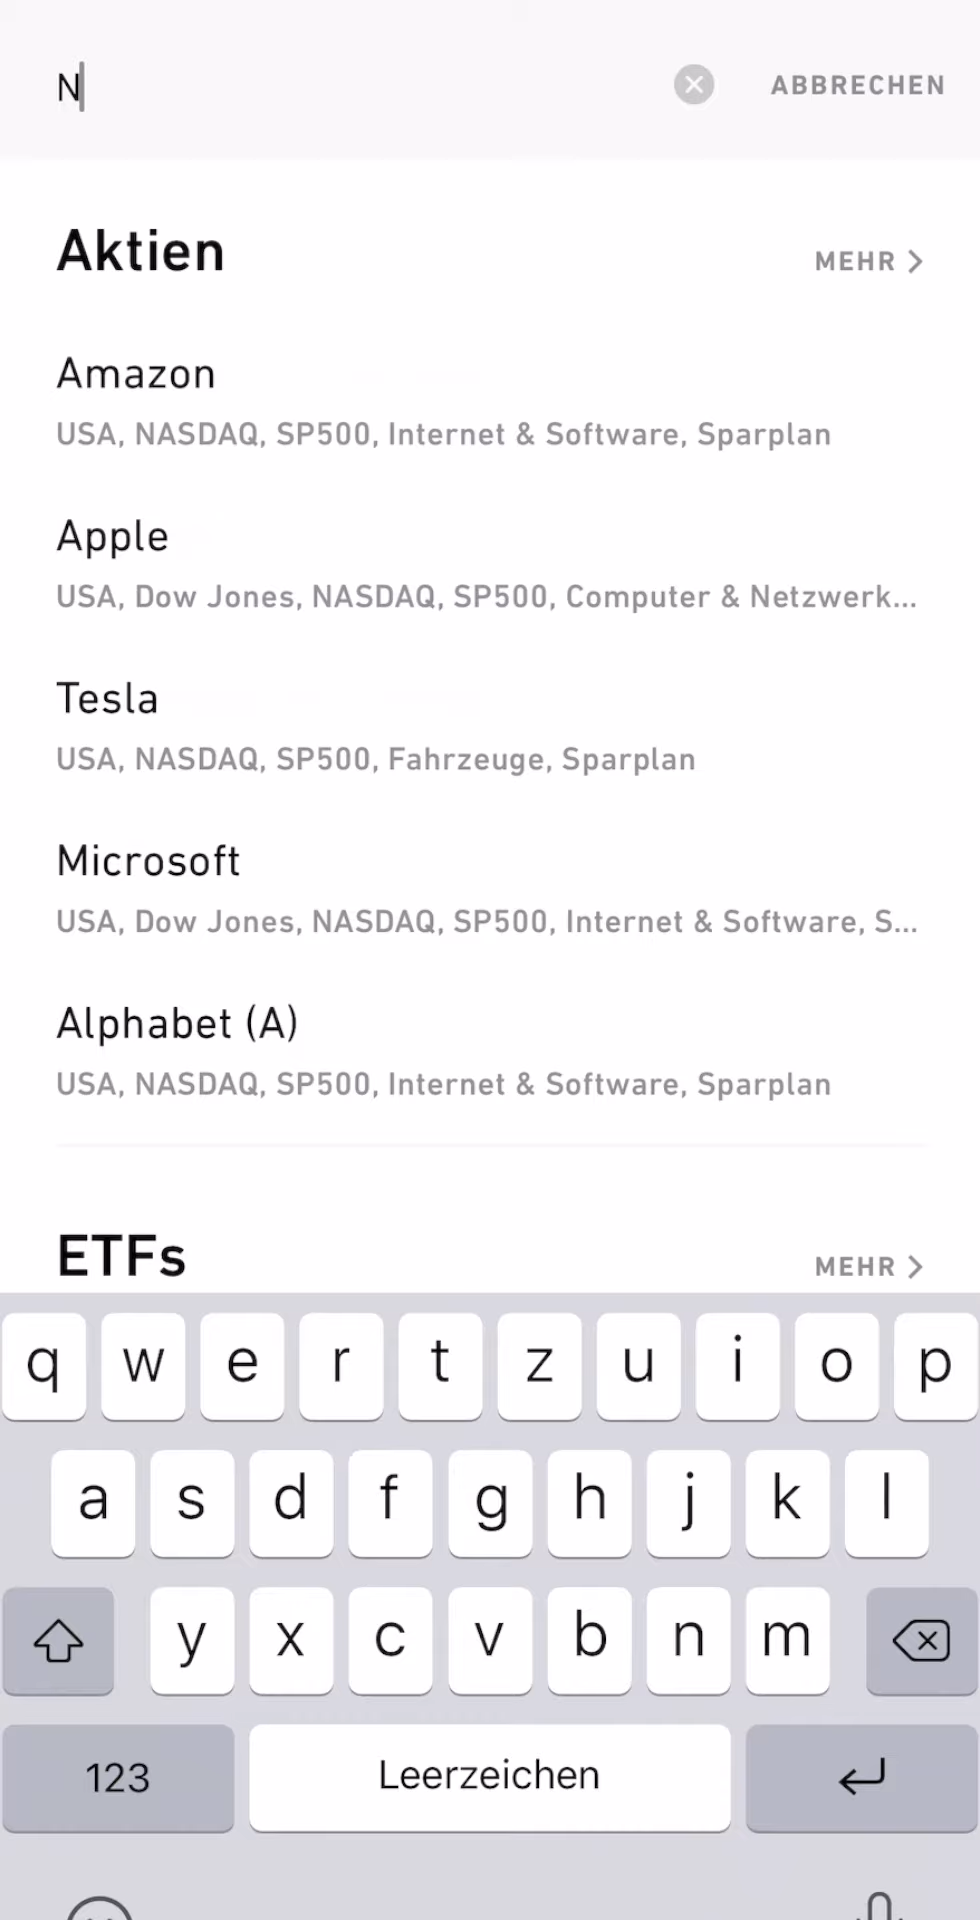 N
ABBRECHEN
Aktien
MEHR
Amazon
USA, NASDAQ, SP500, Internet & Software, Sparplan
Apple
USA, Dow Jones, NASDAQ, SP500, Computer & Netzwerk...
Tesla
USA, NASDAQ, SP500, Fahrzeuge, Sparplan
Microsoft
USA, Dow Jones, NASDAQ, SP500, Internet & Software, S...
Alphabet (A)
USA, NASDAQ, SP500, Internet & Software, Sparplan
ETFs
MEHR
q w e r t z u i o p
a s d f g h j k l
y x c v b n m
123
Leerzeichen